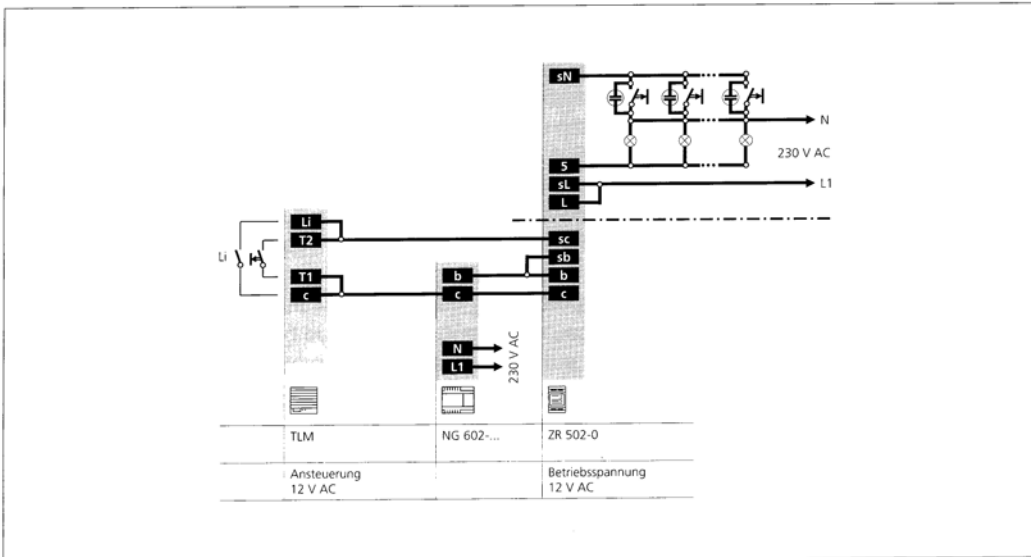 sN
N
230 V AC
5
sL
L1
L
Li
T2
sc
Li
sb
T1
b
b
c
c
c
N
L1
230 V AC
TLM
NG 602-...
ZR 502-0
Ansteuerung
12 V AC
Betriebsspannung
12 V AC